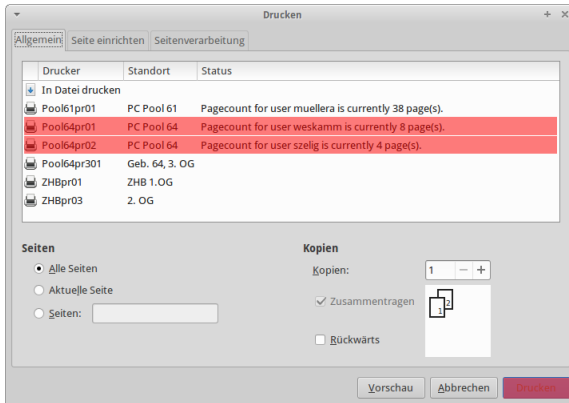 Drucken
Allgemein Seite einrichten Seitenverarbeitung
Drucker Standort Status
In Datei drucken
Pool61pr01 PC Pool 61 Pagecount for user muellera is currently 38 page(s).
Pool64pr01 PC Pool 64 Pagecount for user weskamm is currently 8 page(s).
Pool64pr02 PC Pool 64 Pagecount for user szelig is currently 4 page(s).
Pool64pr301 Geb. 64, 3. OG
ZHBpr01 ZHB 1.OG
ZHBpr03 2. OG
Seiten
Alle Seiten
Aktuelle Seite
Seiten:
Kopien
Kopien: 1
Zusammentragen
1 2
Rückwärts
Vorschau Abbrechen Drucken